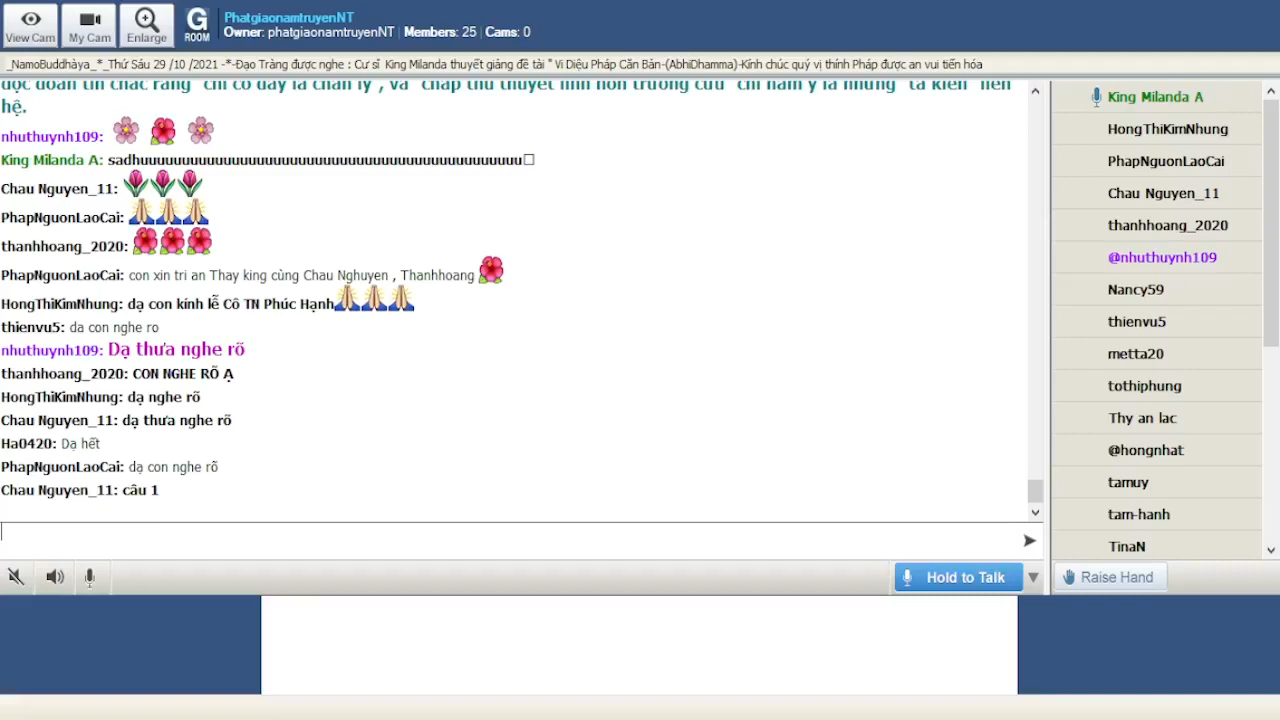 View Cam
My Cam
Enlarge
G
ROOM
PhatgiaonamtruyenNT
Owner: phatgiaonamtruyenNT | Members: 25 | Cams: 0
_NamoBuddhàya_*_Thứ Sáu 29 /10 /2021 -*-Đạo Tràng được nghe : Cư sĩ King Milanda thuyết giảng đề tài " Vi Diệu Pháp Căn Bản-(AbhiDhamma)-Kính chúc quý vị thính Pháp được an vui tiến hóa
hệ.
nhuthuynh109:
King Milanda A: sadhuuuuuuuuuuuuuuuuuuuuuuuuuuuuuuuuuuuuuuuuuuuuuu
Chau Nguyen_11:
PhapNguonLaoCai:
thanhhoang_2020:
PhapNguonLaoCai: con xin tri an Thay king cùng Chau Nghuyen , Thanhhoang
HongThiKimNhung: dạ con kính lễ Cô TN Phúc Hạnh
thienvu5: da con nghe ro
nhuthuynh109: Dạ thưa nghe rõ
thanhhoang_2020: CON NGHE RÕ Ạ
HongThiKimNhung: dạ nghe rõ
Chau Nguyen_11: dạ thưa nghe rõ
Ha0420: Dạ hết
PhapNguonLaoCai: dạ con nghe rõ
Chau Nguyen_11: câu 1
Hold to Talk
King Milanda A
HongThiKimNhung
PhapNguonLaoCai
Chau Nguyen_11
thanhhoang_2020
@nhuthuynh109
Nancy59
thienvu5
metta20
tothiphung
Thy an lac
@hongnhat
tamuy
tam-hanh
TinaN
Raise Hand